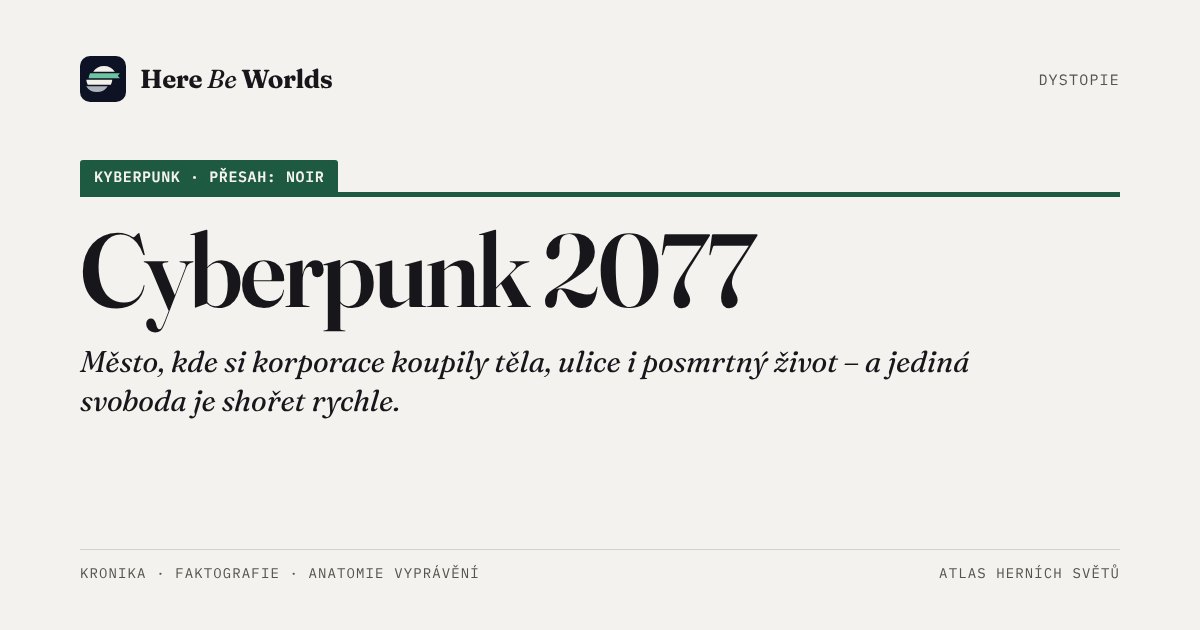 Here Be Worlds
DYSTOPIE
KYBERPUNK · PŘESAH: NOIR
Cyberpunk 2077
Město, kde si korporace koupily těla, ulice i posmrtný život – a jediná
svoboda je shořet rychle.
KRONIKA · FAKTOGRAFIE · ANATOMIE VYPRÁVĚNÍ
ATLAS HERNÍCH SVĚTŮ